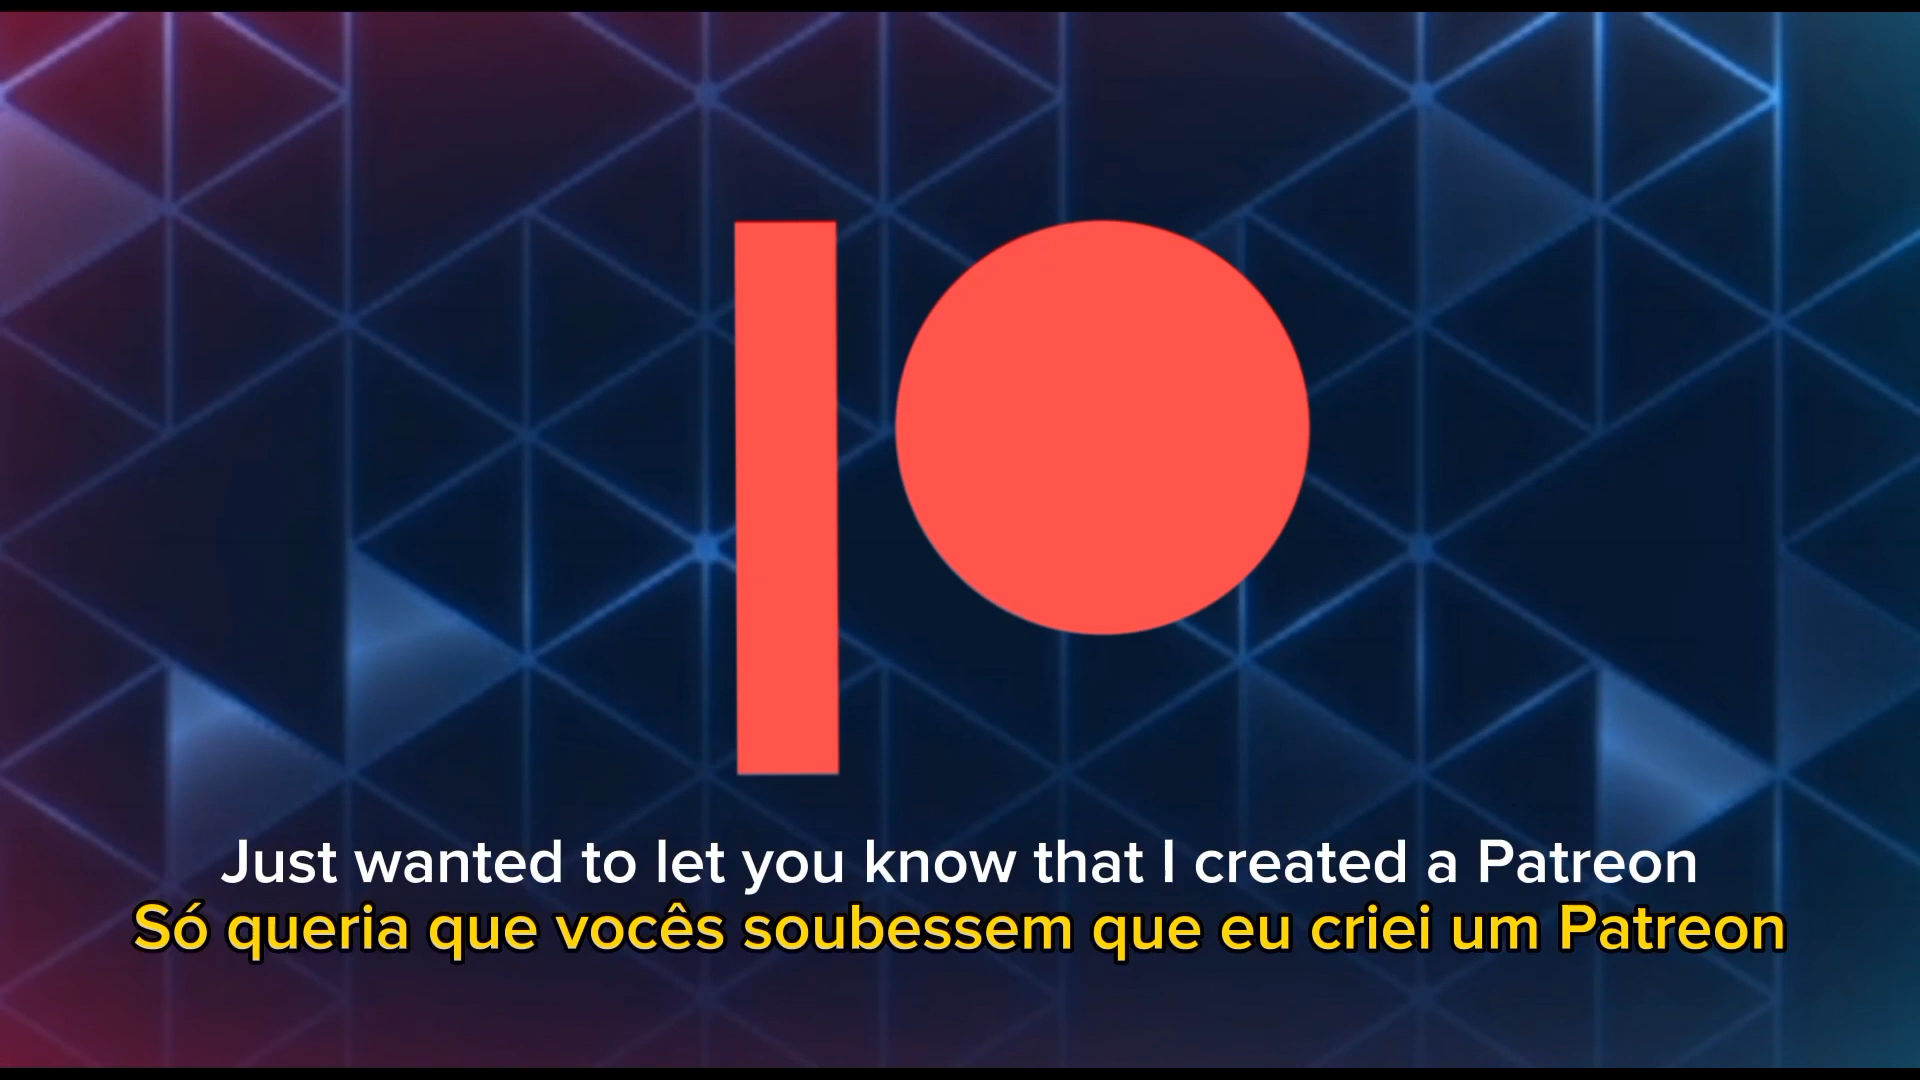 Just wanted to let you know that I created a Patreon
Só queria que vocês soubessem que eu criei um Patreon